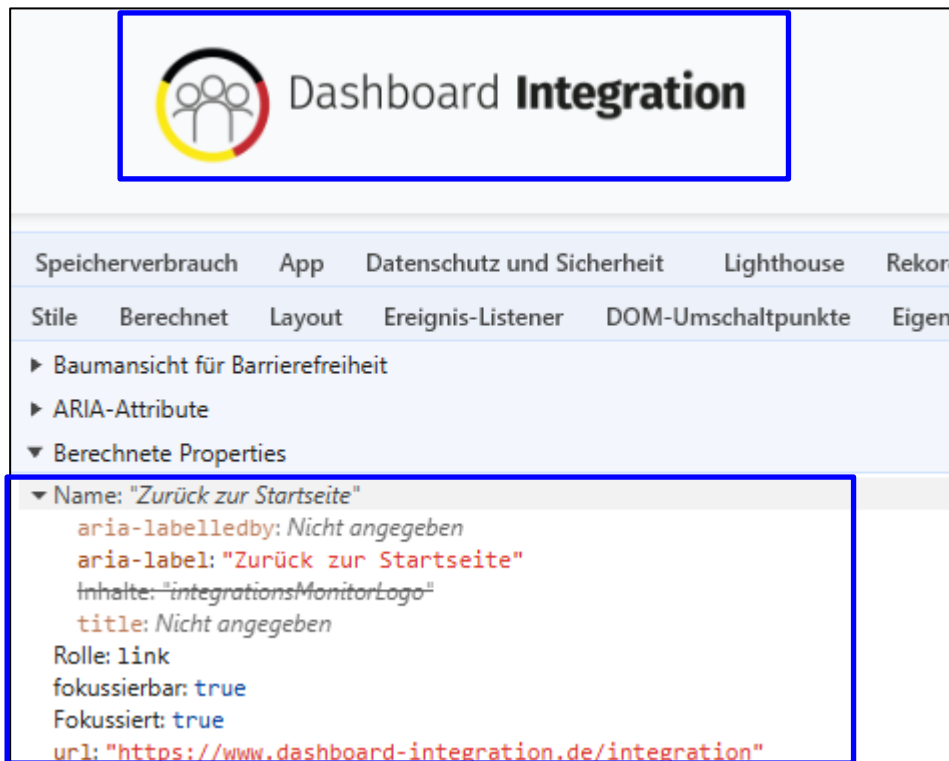 Dashboard Integration
Speicherverbrauch App Datenschutz und Sicherheit Lighthouse
Stile Berechnet Layout Ereignis-Listener DOM-Umschaltpunkte
Baumansicht für Barrierefreiheit
ARIA-Attribute
Berechnete Properties
Name: "Zurück zur Startseite"
aria-labelledby: Nicht angegeben
aria-label: "Zurück zur Startseite"
Inhalte: "integrationsMonitorLogo"
title: Nicht angegeben
Rolle: link
fokussierbar: true
Fokussiert: true
url: "https://www.dashboard-integration.de/integration"